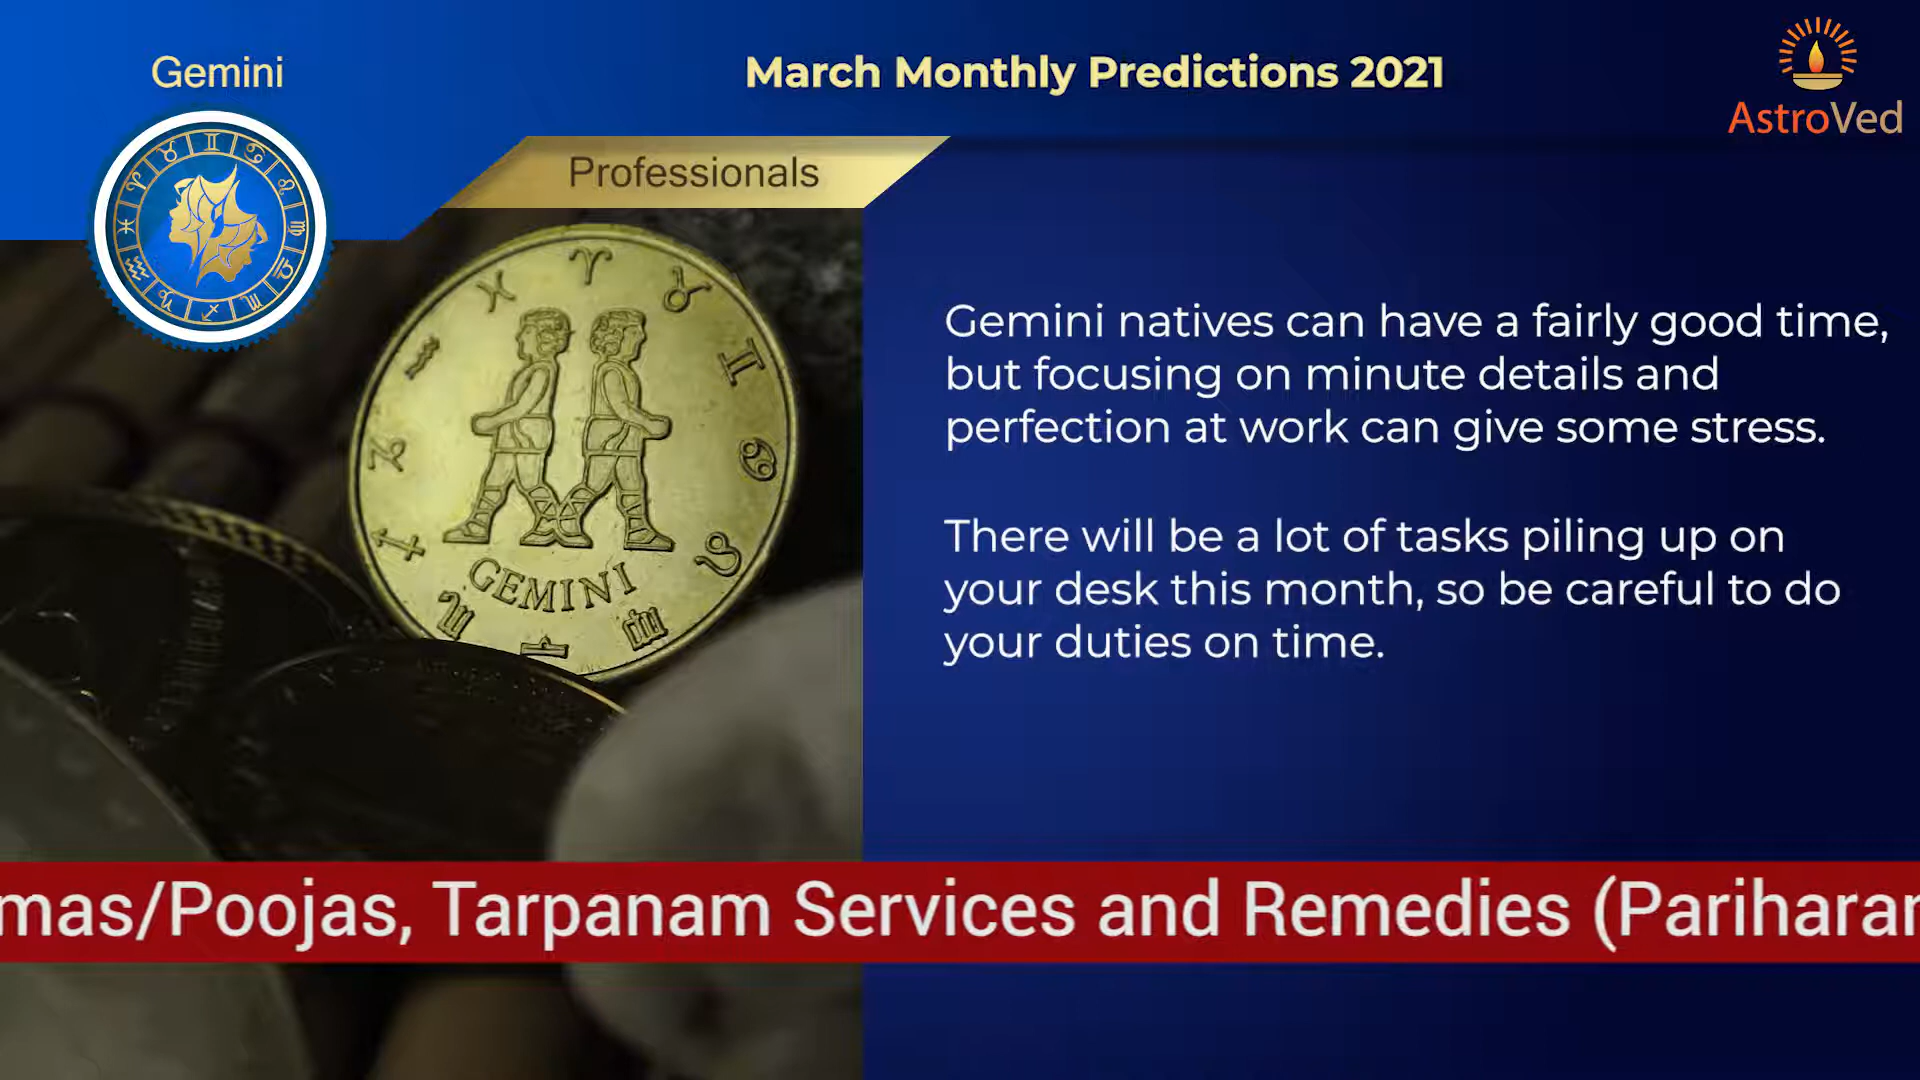 Gemini
March Monthly Predictions 2021
AstroVed
Professionals
GEMINI
Gemini natives can have a fairly good time,
but focusing on minute details and
perfection at work can give some stress.
There will be a lot of tasks piling up on
your desk this month, so be careful to do
your duties on time.
mas/Poojas, Tarpanam Services and Remedies (Pariharam